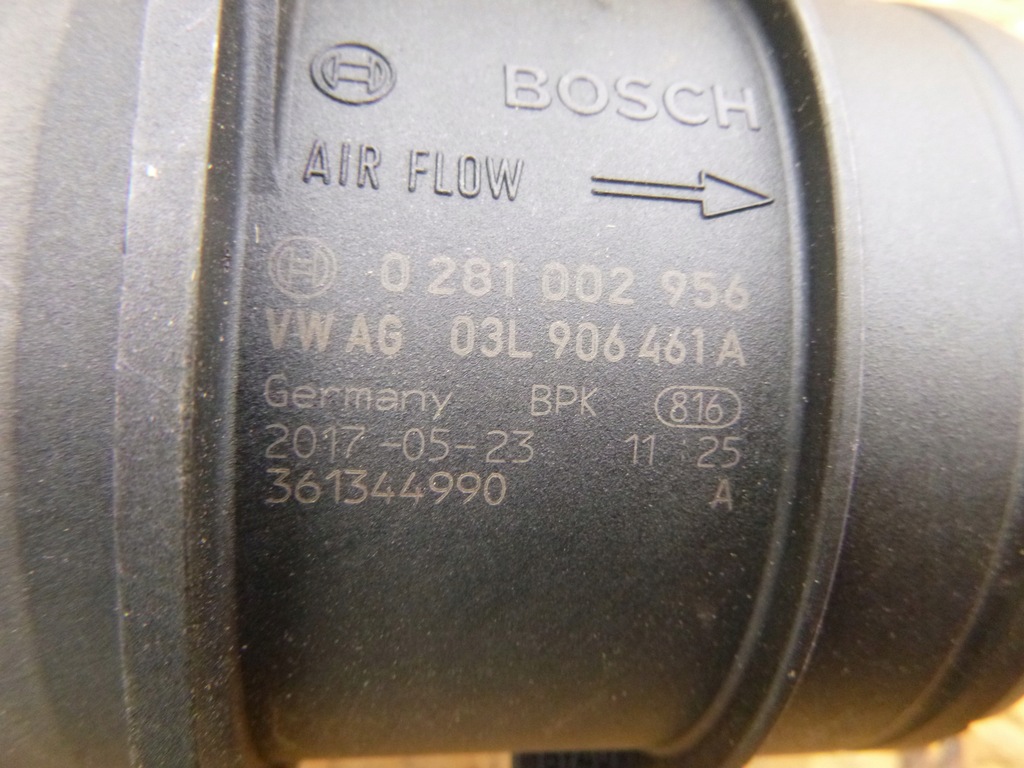 BOSCH
AIR FLOW
0 281 002 956
VW AG 03L 906 461 A
Germany BPK 816
2017-05-23 11 25
361344990 A